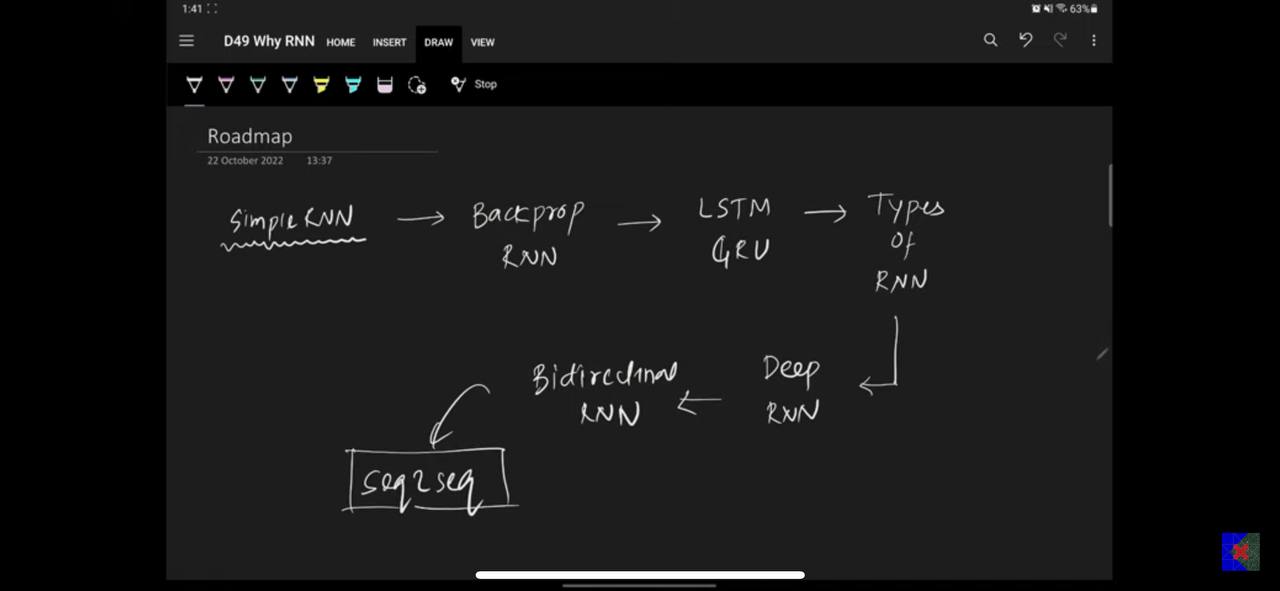 1:41
63%
D49 Why RNN HOME INSERT DRAW VIEW
Stop
Roadmap
22 October 2022 13:37
Simple RNN → Backprop RNN → LSTM GRU → Types Of RNN
Deep RNN
Bidirectional RNN
Seq2seq